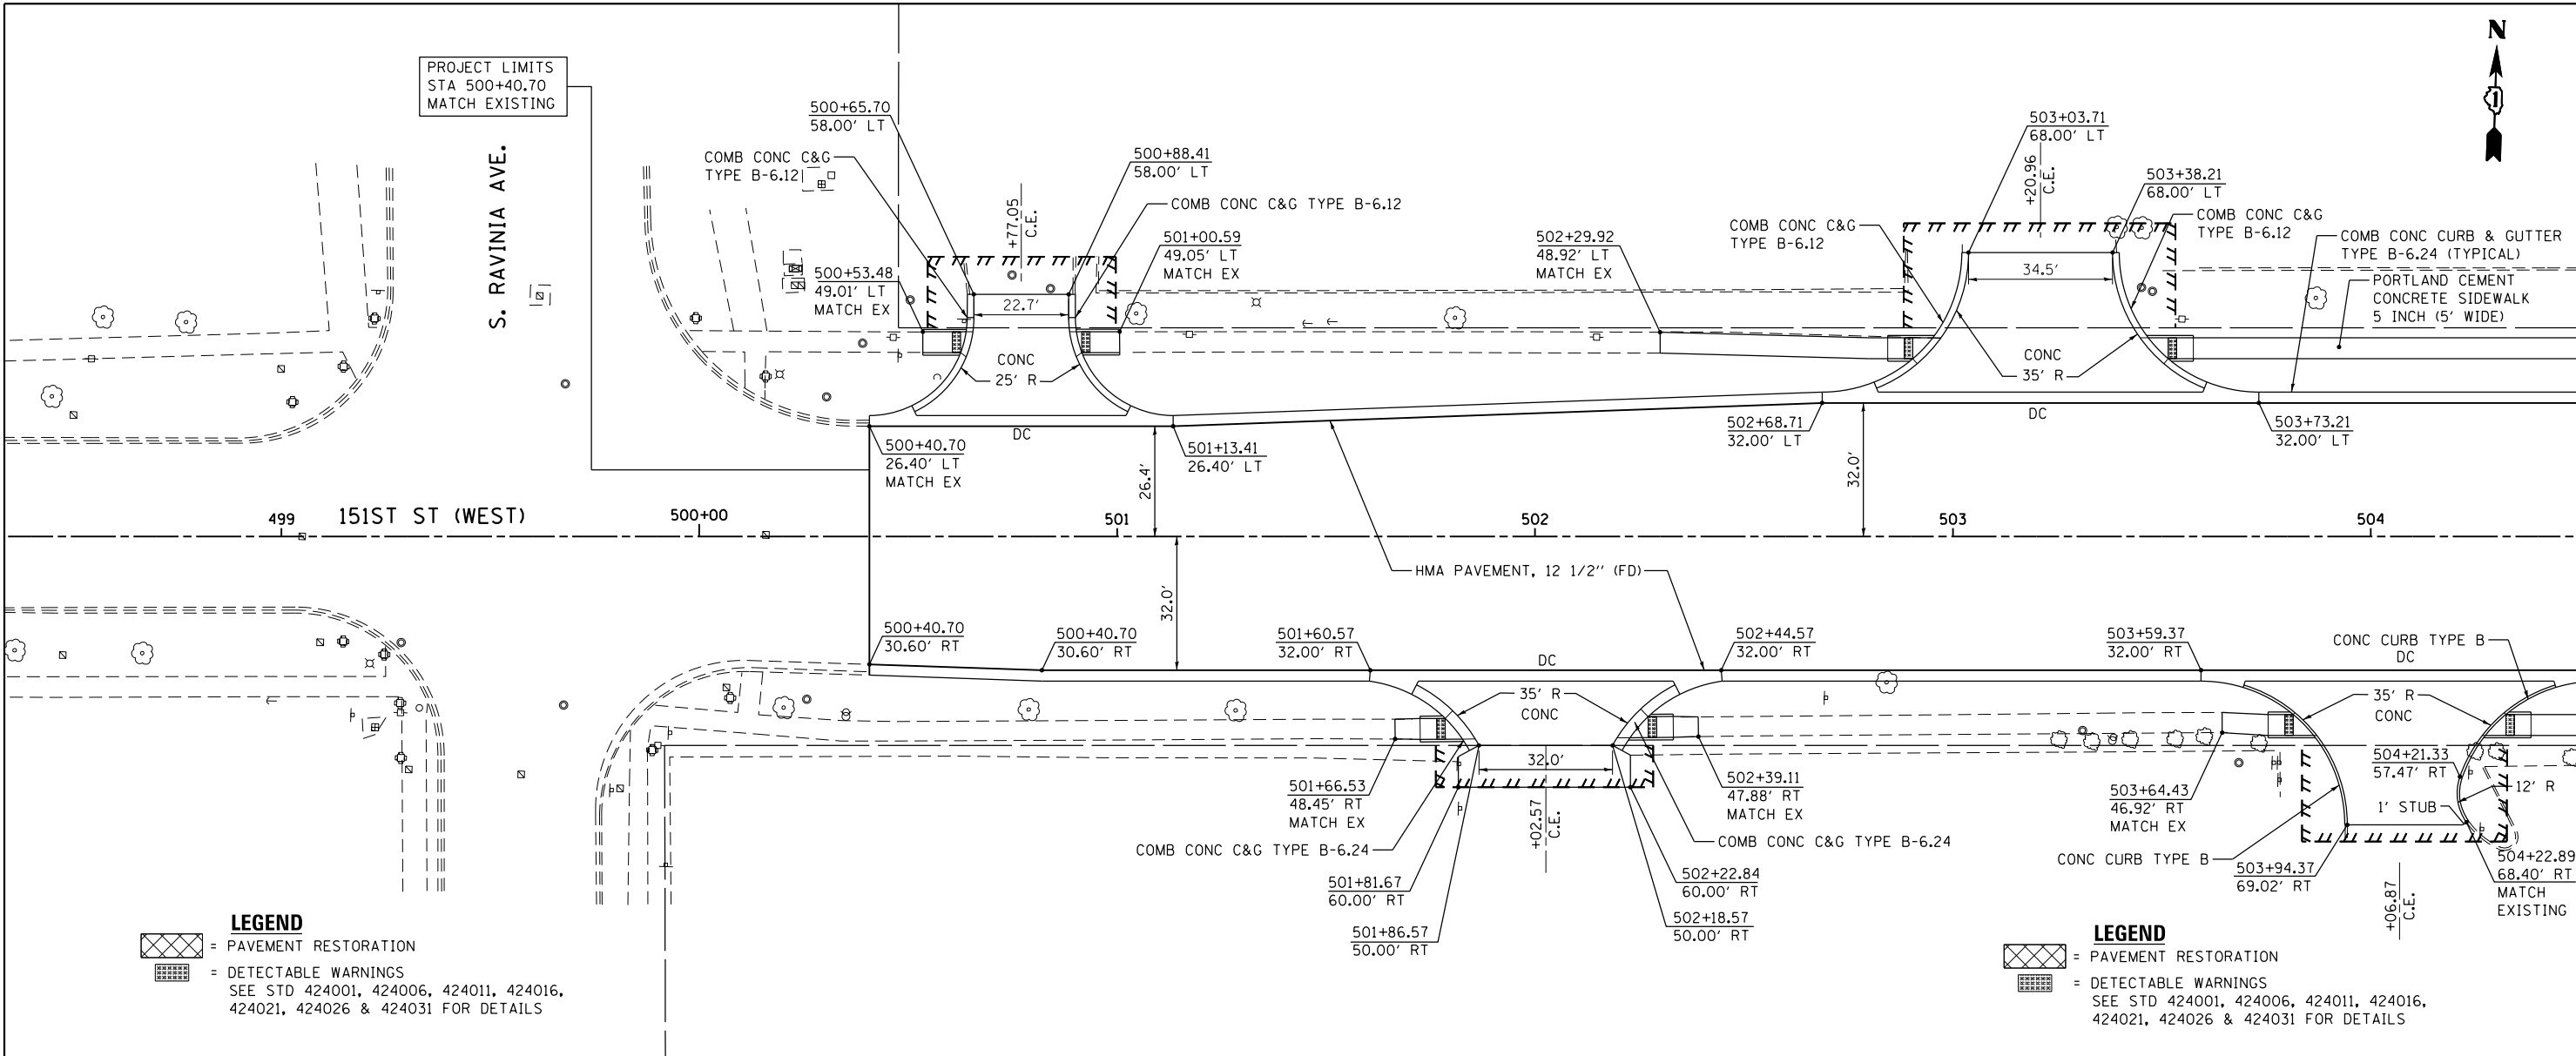 N
1
PROJECT LIMITS
STA 500+40.70
MATCH EXISTING
S. RAVINIA AVE.
500+65.70
58.00' LT
COMB CONC C&G
TYPE B-6.12
500+88.41
58.00' LT
+77.05
C.E.
COMB CONC C&G TYPE B-6.12
501+00.59
49.05' LT
MATCH EX
500+53.48
49.01' LT
MATCH EX
22.7'
CONC
25' R
502+29.92
48.92' LT
MATCH EX
COMB CONC C&G
TYPE B-6.12
503+03.71
68.00' LT
+20.96
C.E.
503+38.21
68.00' LT
COMB CONC C&G
TYPE B-6.12
COMB CONC CURB & GUTTER
TYPE B-6.24 (TYPICAL)
PORTLAND CEMENT
CONCRETE SIDEWALK
5 INCH (5' WIDE)
34.5'
CONC
35' R
DC
DC
500+40.70
26.40' LT
MATCH EX
501+13.41
26.40' LT
26.4'
502+68.71
32.00' LT
32.0'
503+73.21
32.00' LT
499
151ST ST (WEST)
500+00
501
502
503
504
HMA PAVEMENT, 12 1/2" (FD)
32.0'
500+40.70
30.60' RT
500+40.70
30.60' RT
501+60.57
32.00' RT
DC
502+44.57
32.00' RT
503+59.37
32.00' RT
CONC CURB TYPE B
DC
35' R
CONC
35' R
CONC
32.0'
501+66.53
48.45' RT
MATCH EX
502+39.11
47.88' RT
MATCH EX
+02.57
C.E.
COMB CONC C&G TYPE B-6.24
COMB CONC C&G TYPE B-6.24
501+81.67
60.00' RT
501+86.57
50.00' RT
502+22.84
60.00' RT
502+18.57
50.00' RT
503+64.43
46.92' RT
MATCH EX
504+21.33
57.47' RT
12' R
1' STUB
CONC CURB TYPE B
503+94.37
69.02' RT
504+22.89
68.40' RT
MATCH
EXISTING
+06.87
C.E.
LEGEND
= PAVEMENT RESTORATION
= DETECTABLE WARNINGS
SEE STD 424001, 424006, 424011, 424016,
424021, 424026 & 424031 FOR DETAILS
LEGEND
= PAVEMENT RESTORATION
= DETECTABLE WARNINGS
SEE STD 424001, 424006, 424011, 424016,
424021, 424026 & 424031 FOR DETAILS